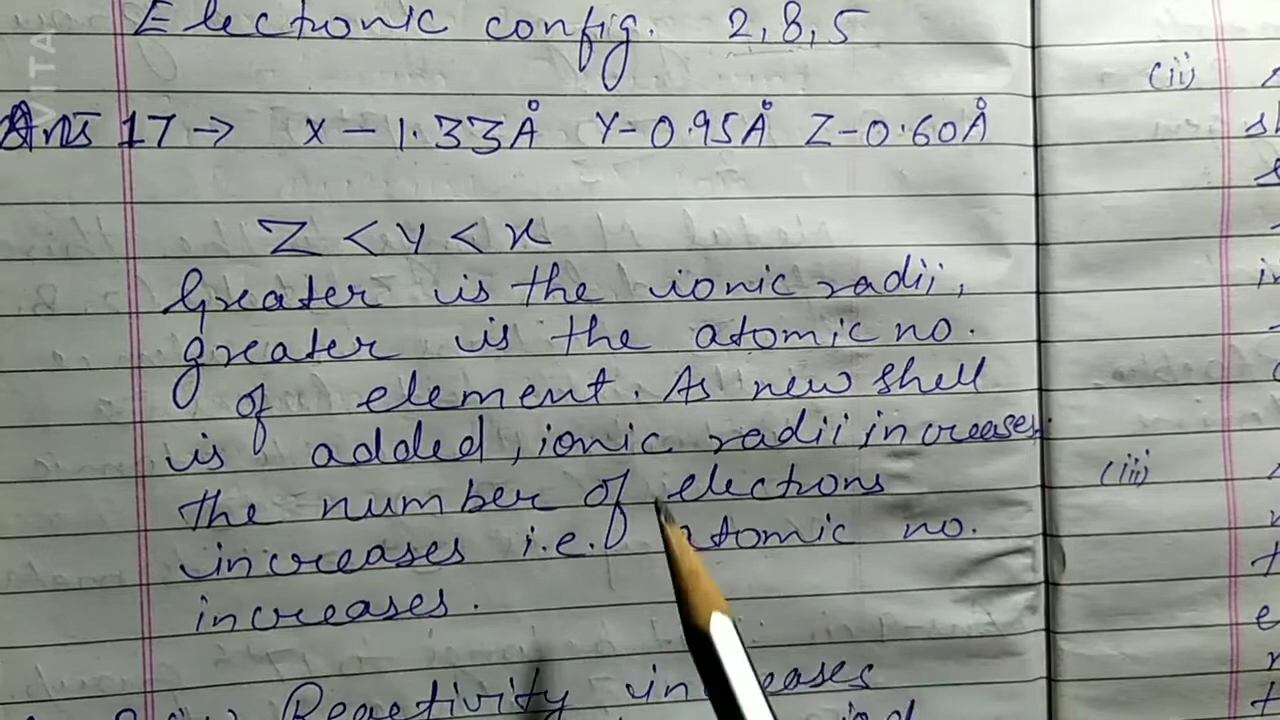 VITA
Electronic config. 2,8,5
Ans 17 → X – 1.33Å Y–0.95Å Z–0.60Å
Z < Y < X
Greater is the ionic radii,
greater is the atomic no.
of element. As new shell
is added, ionic radii increases.
the number of electrons
increases i.e. atomic no.
increases.
Reactivity
(ii)
(iii)